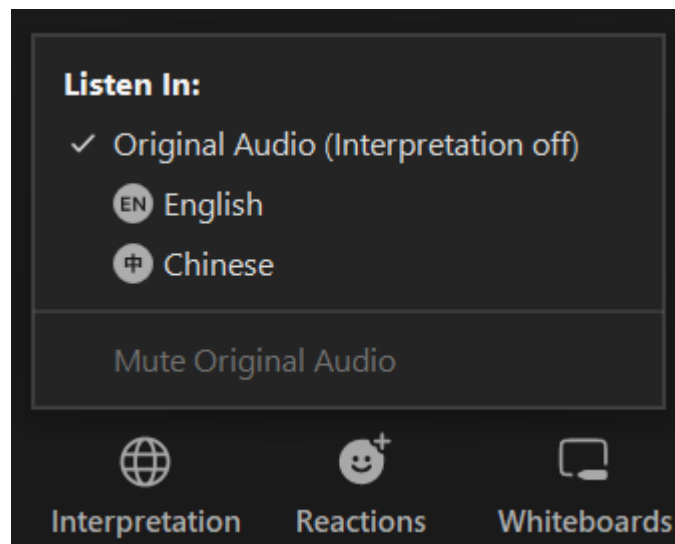 Listen In:
Original Audio (Interpretation off)
EN English
中 Chinese
Mute Original Audio
Interpretation Reactions Whiteboards